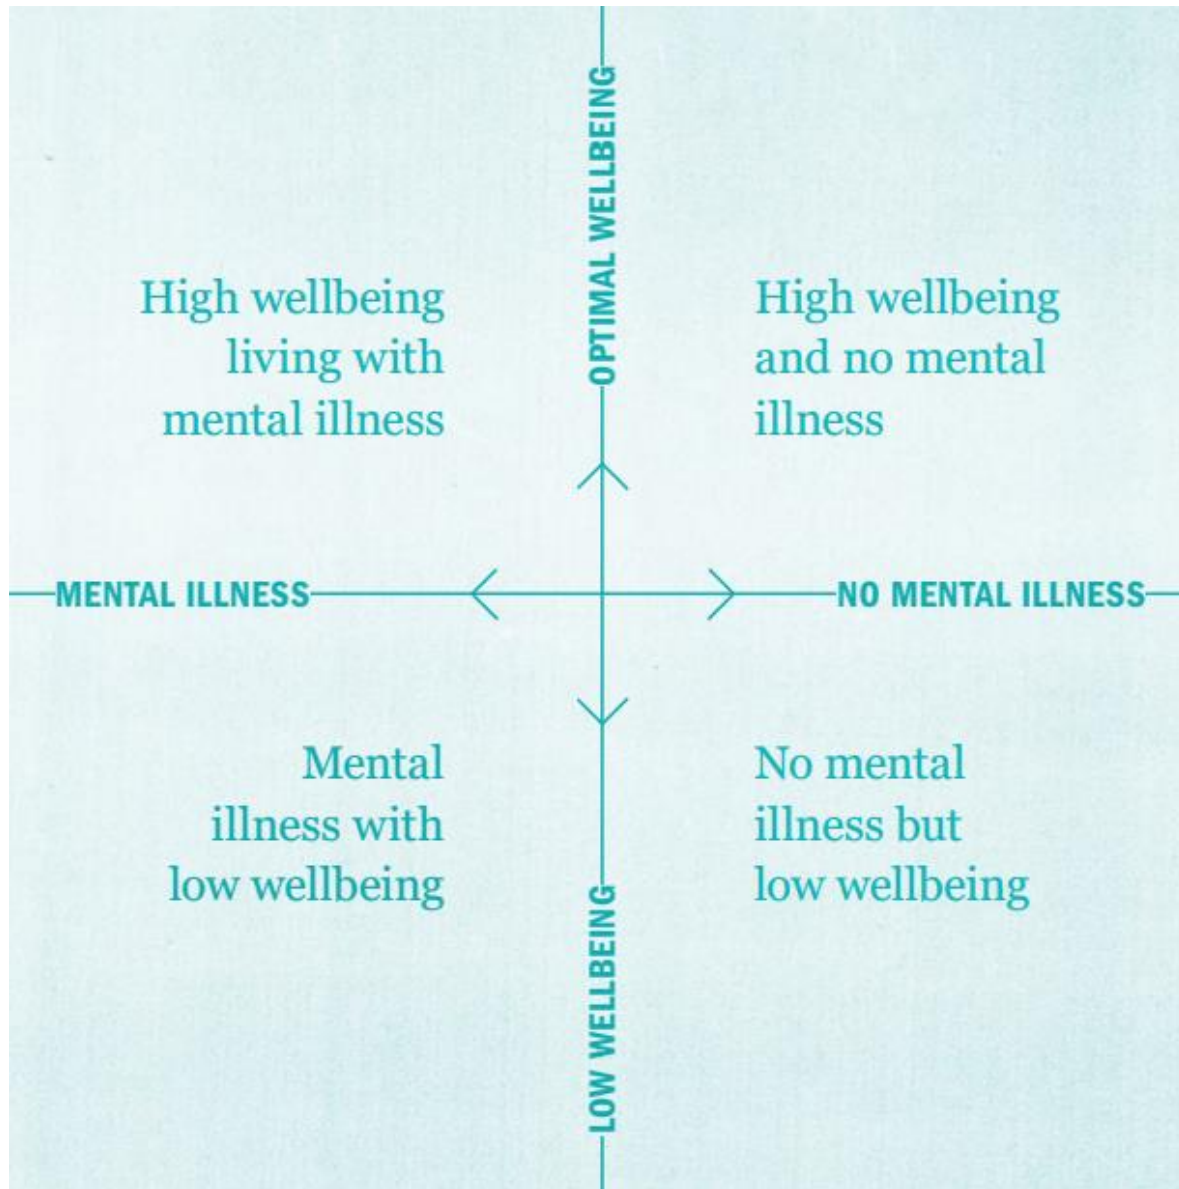 OPTIMAL WELLBEING
High wellbeing
living with
mental illness
High wellbeing
and no mental
illness
MENTAL ILLNESS
NO MENTAL ILLNESS
Mental
illness with
low wellbeing
No mental
illness but
low wellbeing
LOW WELLBEING